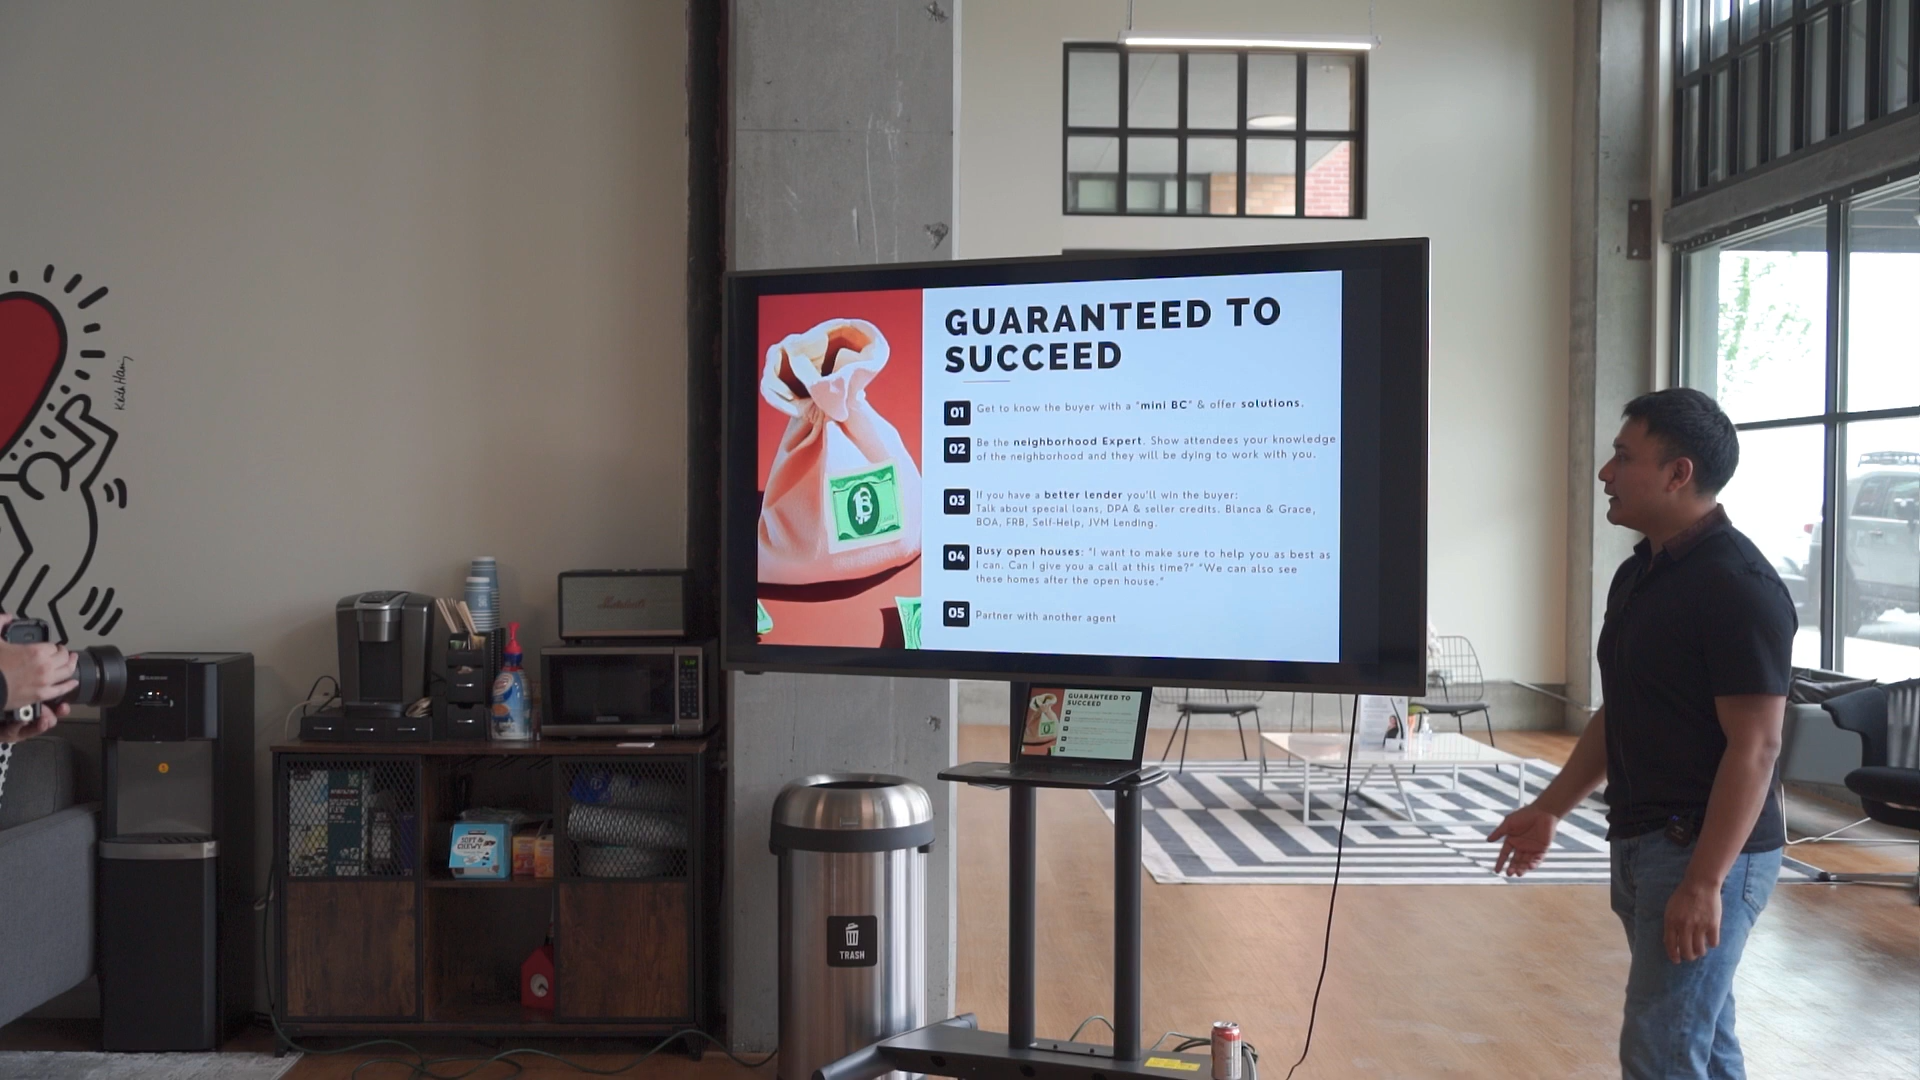 GUARANTEED TO
SUCCEED
01 Get to know the buyer with a "mini BC" & offer solutions.
02 Be the neighborhood Expert. Show attendees your knowledge
of the neighborhood and they will be dying to work with you.
03 If you have a better lender you'll win the buyer:
Talk about special loans, DPA & seller credits. Blanca & Grace,
BOA, FRB, Self-Help, JVM Lending.
04 Busy open houses: "I want to make sure to help you as best as
I can. Can I give you a call at this time?" "We can also see
these homes after the open house."
05 Partner with another agent
GUARANTEED TO
SUCCEED
Keith Haring
Marshall
TRASH